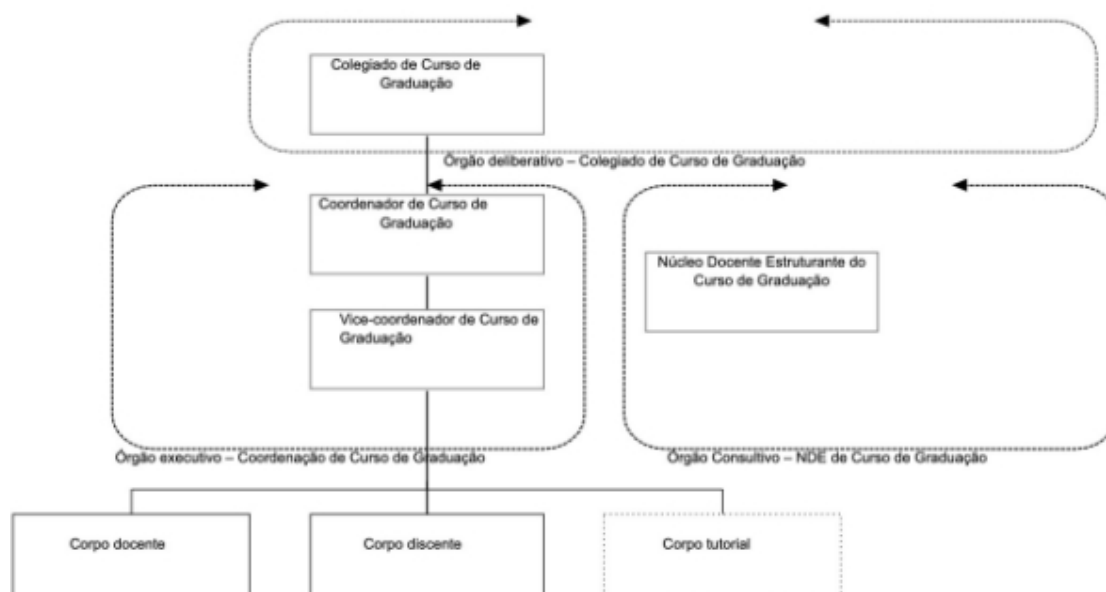 Colegiado de Curso de
Graduação
Órgão deliberativo – Colegiado de Curso de Graduação
Coordenador de Curso de
Graduação
Núcleo Docente Estruturante do
Curso de Graduação
Vice-coordenador de Curso de
Graduação
Órgão executivo – Coordenação de Curso de Graduação
Órgão Consultivo – NDE de Curso de Graduação
Corpo docente
Corpo discente
Corpo tutorial